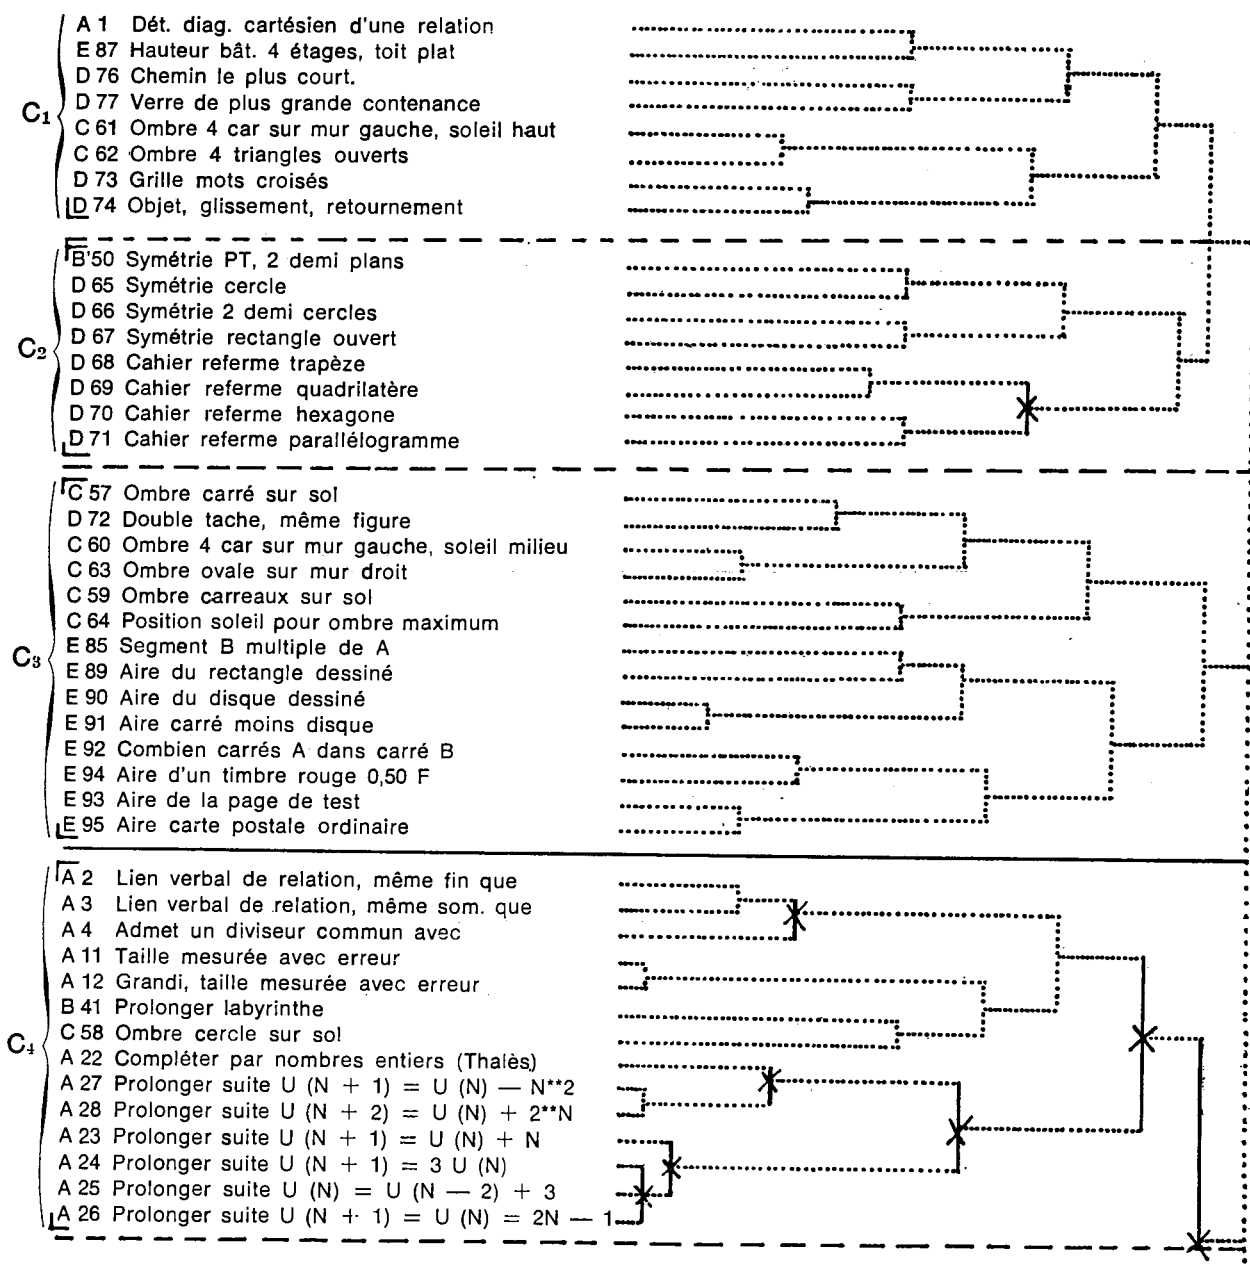 A 1 Dét. diag. cartésien d'une relation
E 87 Hauteur bât. 4 étages, toit plat
D 76 Chemin le plus court.
D 77 Verre de plus grande contenance
C1
C 61 Ombre 4 car sur mur gauche, soleil haut
C 62 Ombre 4 triangles ouverts
D 73 Grille mots croisés
D 74 Objet, glissement, retournement
B'50 Symétrie PT, 2 demi plans
D 65 Symétrie cercle
D 66 Symétrie 2 demi cercles
D 67 Symétrie rectangle ouvert
C2
D 68 Cahier referme trapèze
D 69 Cahier referme quadrilatère
D 70 Cahier referme hexagone
D 71 Cahier referme parallélogramme
C 57 Ombre carré sur sol
D 72 Double tache, même figure
C 60 Ombre 4 car sur mur gauche, soleil milieu
C 63 Ombre ovale sur mur droit
C 59 Ombre carreaux sur sol
C 64 Position soleil pour ombre maximum
E 85 Segment B multiple de A
C3
E 89 Aire du rectangle dessiné
E 90 Aire du disque dessiné
E 91 Aire carré moins disque
E 92 Combien carrés A dans carré B
E 94 Aire d'un timbre rouge 0,50 F
E 93 Aire de la page de test
E 95 Aire carte postale ordinaire
A 2 Lien verbal de relation, même fin que
A 3 Lien verbal de relation, même som. que
A 4 Admet un diviseur commun avec
A 11 Taille mesurée avec erreur
A 12 Grandi, taille mesurée avec erreur
B 41 Prolonger labyrinthe
C 58 Ombre cercle sur sol
C4
A 22 Compléter par nombres entiers (Thalès)
A 27 Prolonger suite U (N + 1) = U (N) — N**2
A 28 Prolonger suite U (N + 2) = U (N) + 2**N
A 23 Prolonger suite U (N + 1) = U (N) + N
A 24 Prolonger suite U (N + 1) = 3 U (N)
A 25 Prolonger suite U (N) = U (N — 2) + 3
A 26 Prolonger suite U (N + 1) = U (N) = 2N — 1